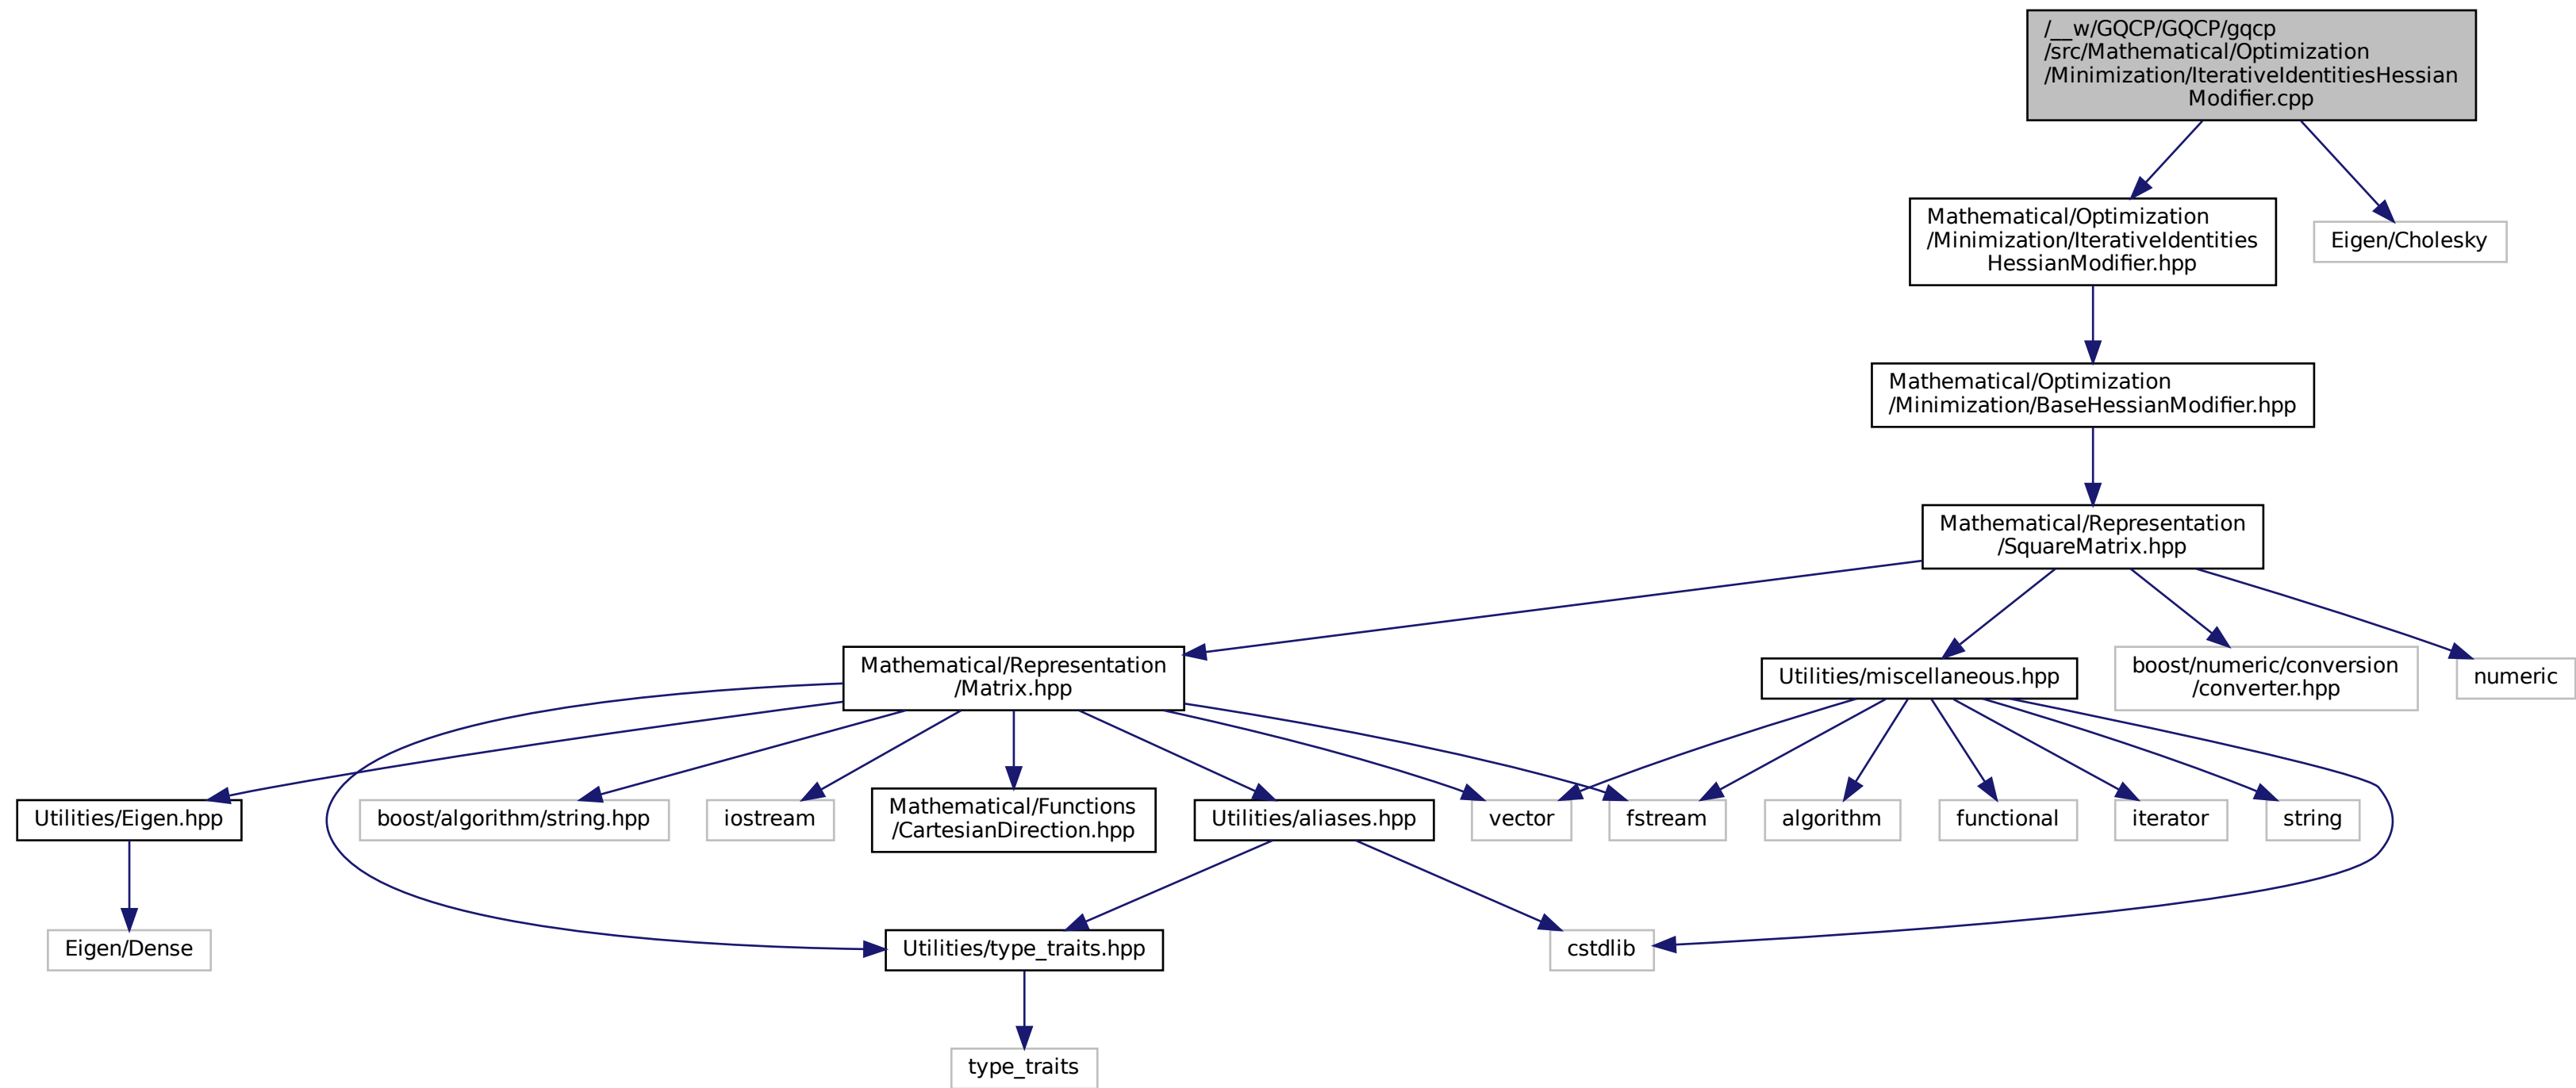 /__w/GQCP/GQCP/gqcp
/src/Mathematical/Optimization
/Minimization/IterativeIdentitiesHessian
Modifier.cpp
Mathematical/Optimization
/Minimization/IterativeIdentities
HessianModifier.hpp
Eigen/Cholesky
Mathematical/Optimization
/Minimization/BaseHessianModifier.hpp
Mathematical/Representation
/SquareMatrix.hpp
Mathematical/Representation
/Matrix.hpp
Utilities/miscellaneous.hpp
boost/numeric/conversion
/converter.hpp
numeric
Utilities/Eigen.hpp
boost/algorithm/string.hpp
iostream
Mathematical/Functions
/CartesianDirection.hpp
Utilities/aliases.hpp
vector
fstream
algorithm
functional
iterator
string
Eigen/Dense
Utilities/type_traits.hpp
cstdlib
type_traits